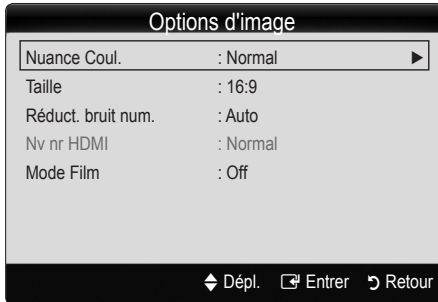 Options d'image
Nuance Coul. : Normal ▶
Taille : 16:9
Réduct. bruit num. : Auto
Nv nr HDMI : Normal
Mode Film : Off
Dépl. Entrer Retour